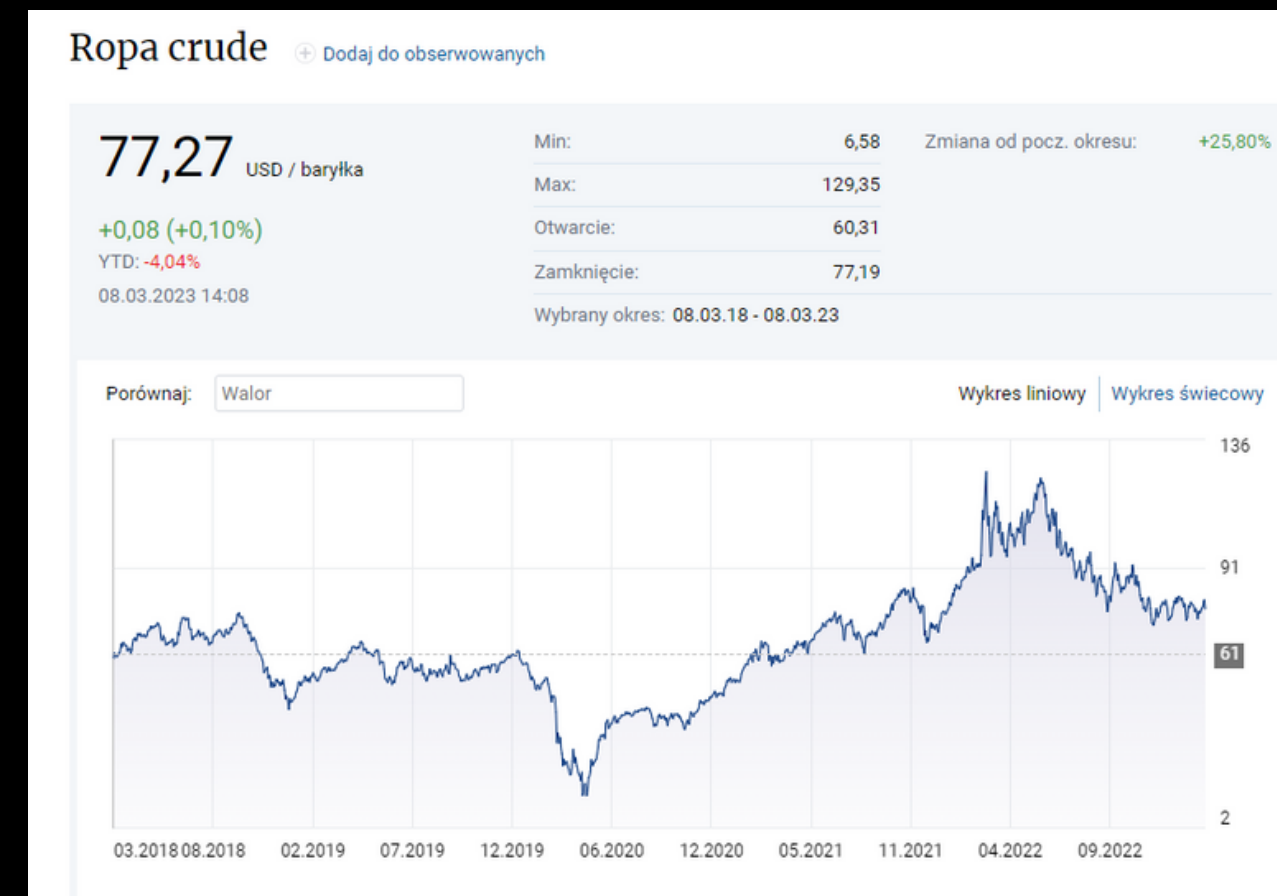 Ropa crude Dodaj do obserwowanych
77,27 USD / baryłka
+0,08 (+0,10%)
YTD: -4,04%
08.03.2023 14:08
Min: 6,58
Max: 129,35
Otwarcie: 60,31
Zamknięcie: 77,19
Wybrany okres: 08.03.18 - 08.03.23
Zmiana od pocz. okresu: +25,80%
Porównaj: Walor
Wykres liniowy Wykres świecowy
136
91
61
2
03.2018 08.2018 02.2019 07.2019 12.2019 06.2020 12.2020 05.2021 11.2021 04.2022 09.2022